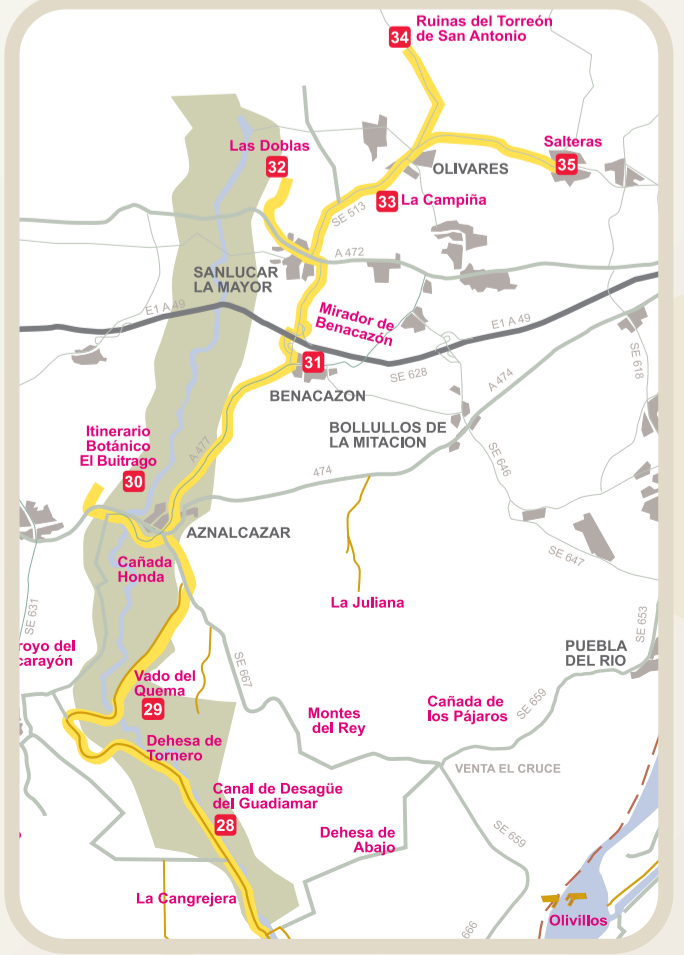 Ruinas del Torreón
de San Antonio
34
Las Doblas
32
Salteras
35
OLIVARES
33
La Campiña
SE 513
A 472
SANLUCAR
LA MAYOR
E1 A 49
Mirador de
Benacazón
E1 A 49
31
SE 628
SE 618
A 474
BENACAZON
BOLLULLOS DE
LA MITACION
Itinerario
Botánico
El Buitrago
30
A 477
474
SE 646
AZNALCAZAR
SE 547
Cañada
Honda
La Juliana
SE 631
SE 653
royo del
carayón
SE 667
PUEBLA
DEL RIO
Vado del
Quema
29
Montes
del Rey
Cañada de
los Pájaros
SE 659
Dehesa de
Tornero
VENTA EL CRUCE
Canal de Desagüe
del Guadiamar
28
Dehesa de
Abajo
SE 659
La Cangrejera
666
Olivillos